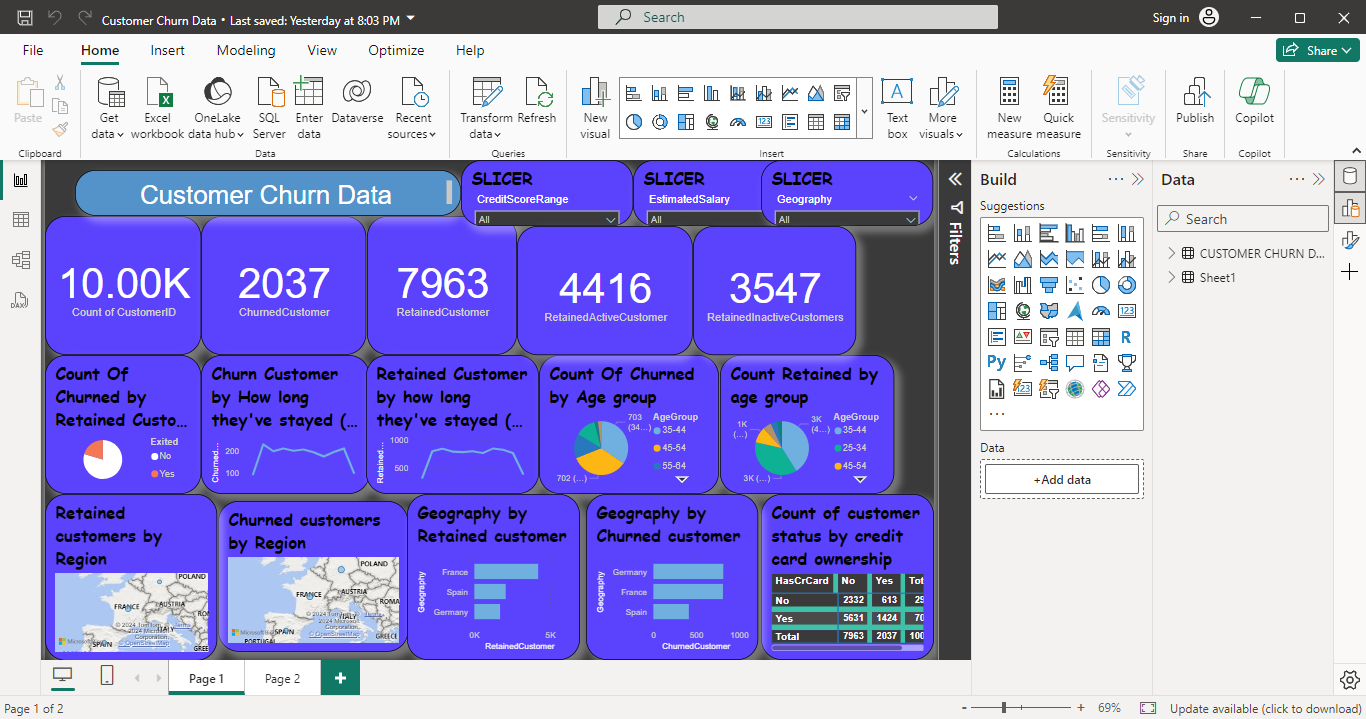 Customer Churn Data • Last saved: Yesterday at 8:03 PM
Search
Sign in
File
Home
Insert
Modeling
View
Optimize
Help
Share
Paste
Get data
Excel workbook
OneLake data hub
SQL Server
Enter data
Dataverse
Recent sources
Transform data
Refresh
New visual
Text box
More visuals
New measure
Quick measure
Sensitivity
Publish
Copilot
Clipboard
Data
Queries
Insert
Calculations
Sensitivity
Share
Copilot
Customer Churn Data
SLICER
CreditScoreRange
All
SLICER
EstimatedSalary
All
SLICER
Geography
All
10.00K
Count of CustomerID
2037
ChurnedCustomer
7963
RetainedCustomer
4416
RetainedActiveCustomer
3547
RetainedInactiveCustomers
Count Of
Churned by
Retained Custo...
Exited
No
Yes
Churn Customer
by How long
they've stayed (...
Churned...
200
100
Retained Customer
by how long
they've stayed (...
Retained...
1000
500
Count Of Churned
by Age group
703
(34...)
702 (...)
AgeGroup
35-44
45-54
55-64
Count Retained by
age group
1K
(...)
3K
(4...)
3K (...)
AgeGroup
35-44
25-34
45-54
Retained
customers by
Region
POLAND
FRANCE
AUSTRIA
ITALY
SPAIN
GREE
© 2024 TomTom
© 2024 Microsoft
Corporation,
© OpenStreetMap
Terms
Churned customers
by Region
POLAND
FRANCE
AUSTRIA
ITALY
SPAIN
PORTUGAL
GREECE
© 2024 TomTom
© 2024 Microsoft
Corporation,
© OpenStreetMap
Geography by
Retained customer
Geography
France
Spain
Germany
0K
5K
RetainedCustomer
Geography by
Churned customer
Geography
Germany
France
Spain
0
500
1000
ChurnedCustomer
Count of customer
status by credit
card ownership
HasCrCard No Yes Tot
No 2332 613 29
Yes 5631 1424 70
Total 7963 2037 100
Filters
Build
Suggestions
123
R
Py
...
Data
+Add data
Data
Search
CUSTOMER CHURN D...
Sheet1
DAX
Page 1
Page 2
Page 1 of 2
- + 69%
Update available (click to download)